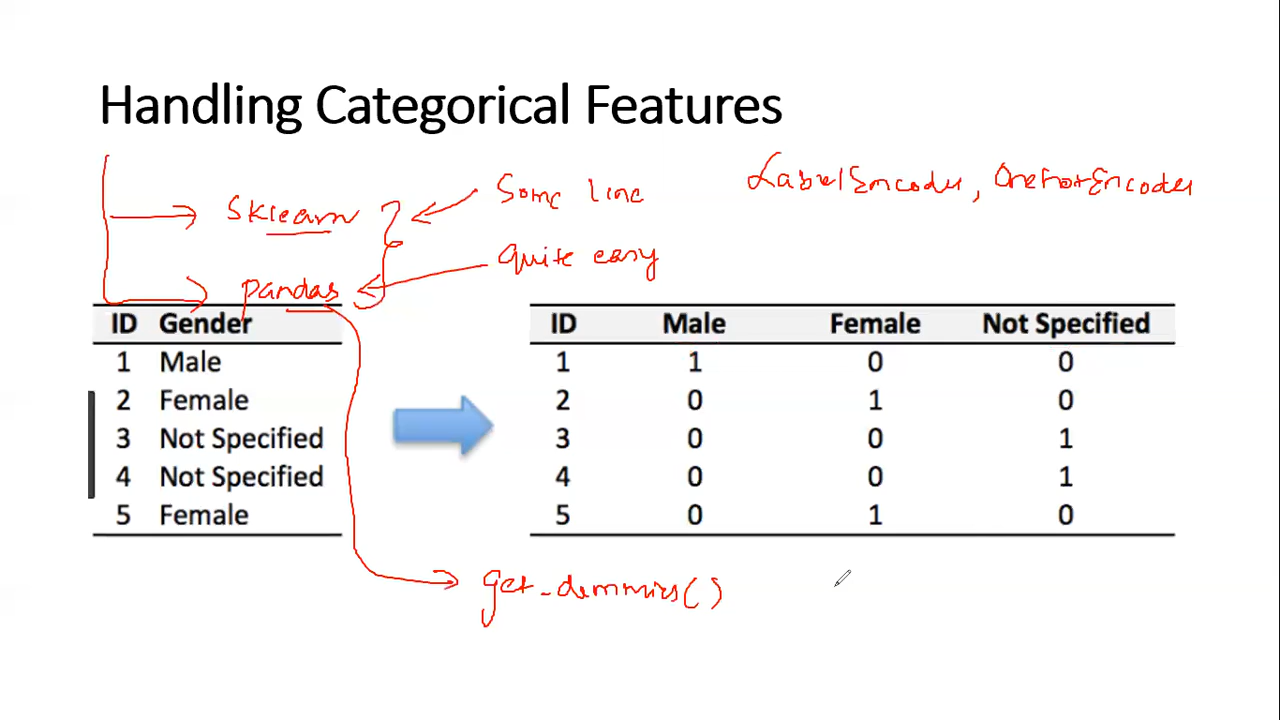 Handling Categorical Features
LabelEncoder, OneHotEncoder
Sklearn
Some line
Quite easy
pandas
ID Gender
1 Male
2 Female
3 Not Specified
4 Not Specified
5 Female
ID Male Female Not Specified
1 1 0 0
2 0 1 0
3 0 0 1
4 0 0 1
5 0 1 0
get_dummies()